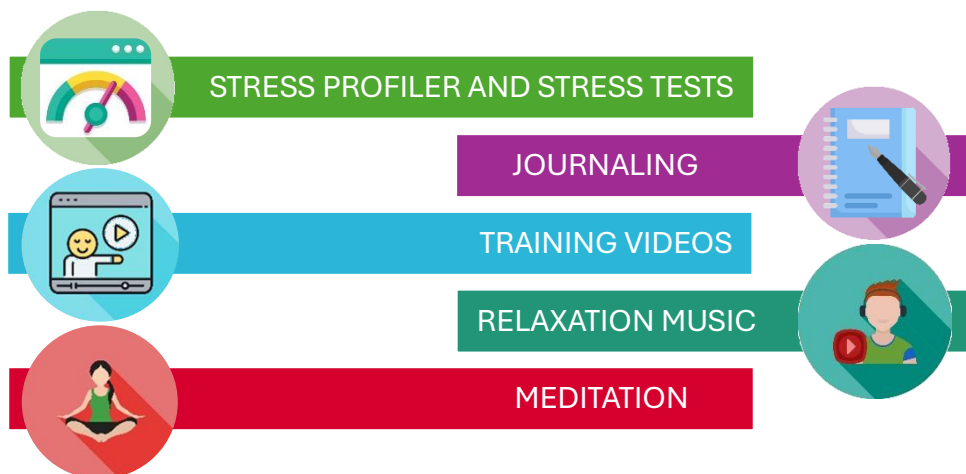 STRESS PROFILER AND STRESS TESTS
JOURNALING
TRAINING VIDEOS
RELAXATION MUSIC
MEDITATION